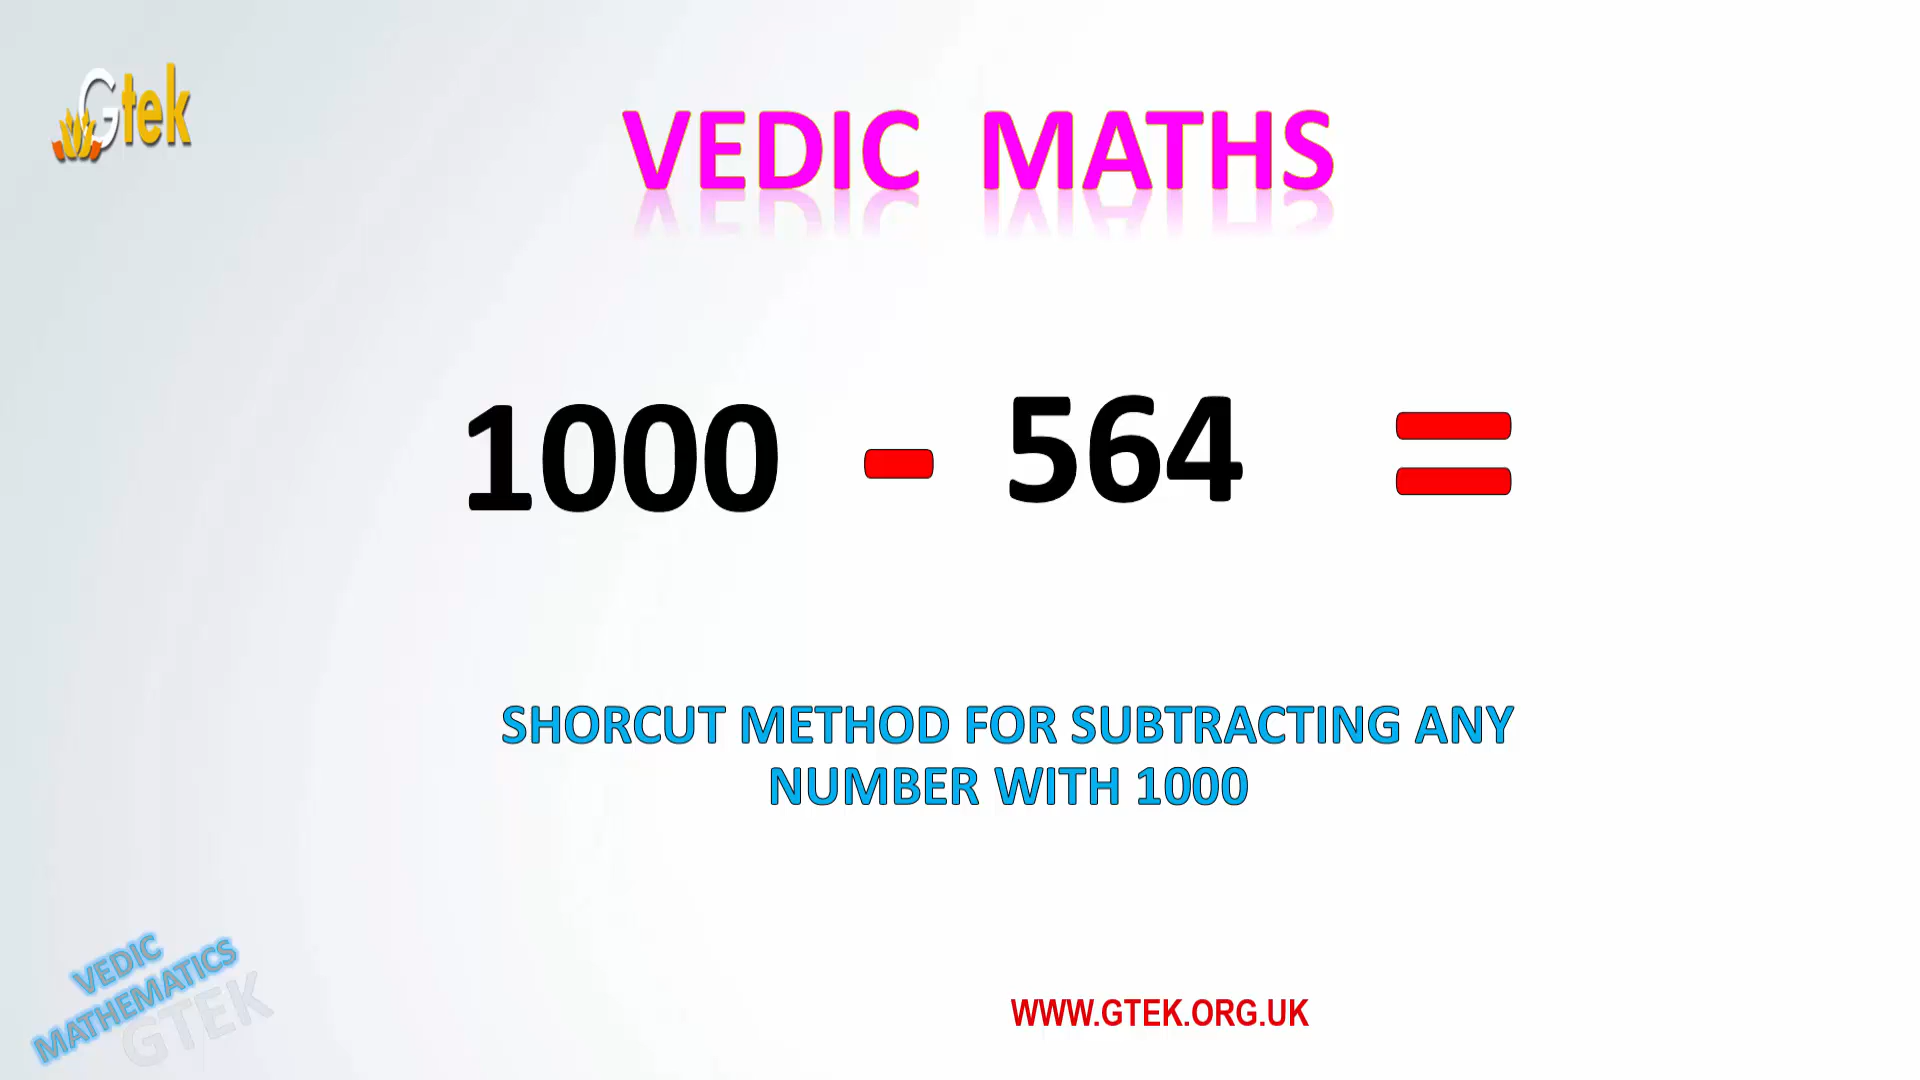 Gtek
VEDIC MATHS
1000 - 564 =
SHORCUT METHOD FOR SUBTRACTING ANY
NUMBER WITH 1000
VEDIC
MATHEMATICS
GTEK
WWW.GTEK.ORG.UK